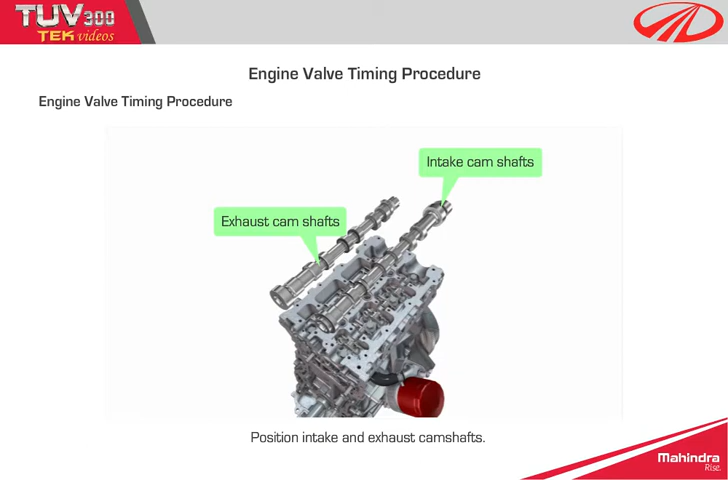 TUV300
TEK videos
Engine Valve Timing Procedure
Engine Valve Timing Procedure
Intake cam shafts
Exhaust cam shafts
Position intake and exhaust camshafts.
Mahindra
Rise.